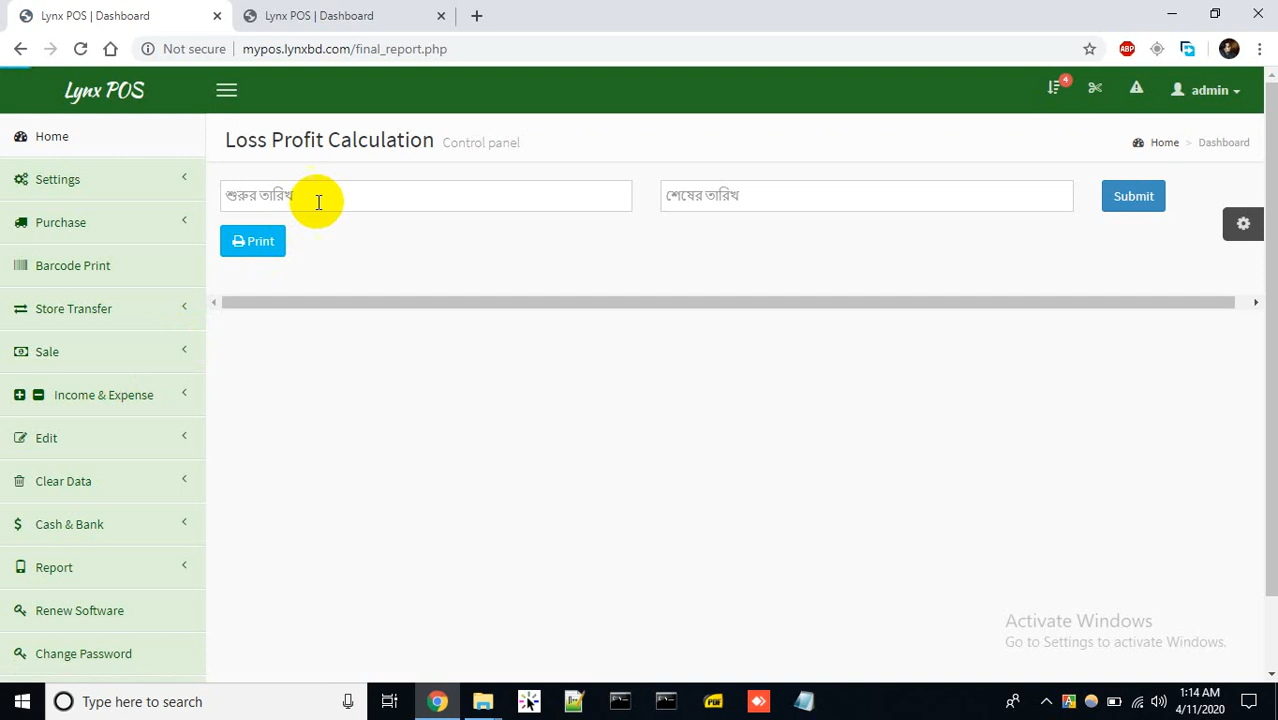 Lynx POS | Dashboard
Lynx POS | Dashboard
Not secure
mypos.lynxbd.com/final_report.php
ABP
Lynx POS
4
admin
Home
Loss Profit Calculation Control panel
Home > Dashboard
Settings
শুরুর তারিখ
শেষের তারিখ
Submit
Purchase
Print
Barcode Print
Store Transfer
Sale
Income & Expense
Edit
Clear Data
Cash & Bank
Report
Renew Software
Change Password
Activate Windows
Go to Settings to activate Windows.
Type here to search
PDF
1:14 AM
4/11/2020